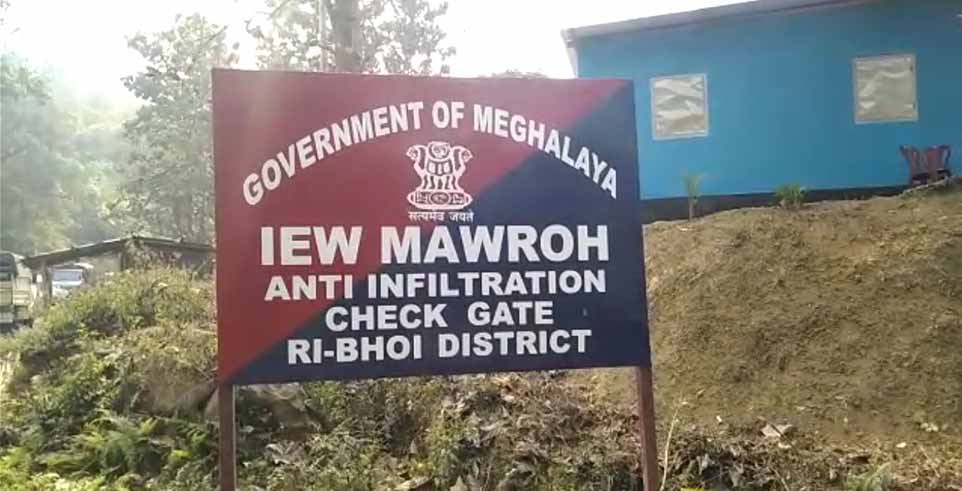 GOVERNMENT OF MEGHALAYA
सत्यमेव जयते
IEW MAWROH
ANTI INFILTRATION
CHECK GATE
RI-BHOI DISTRICT